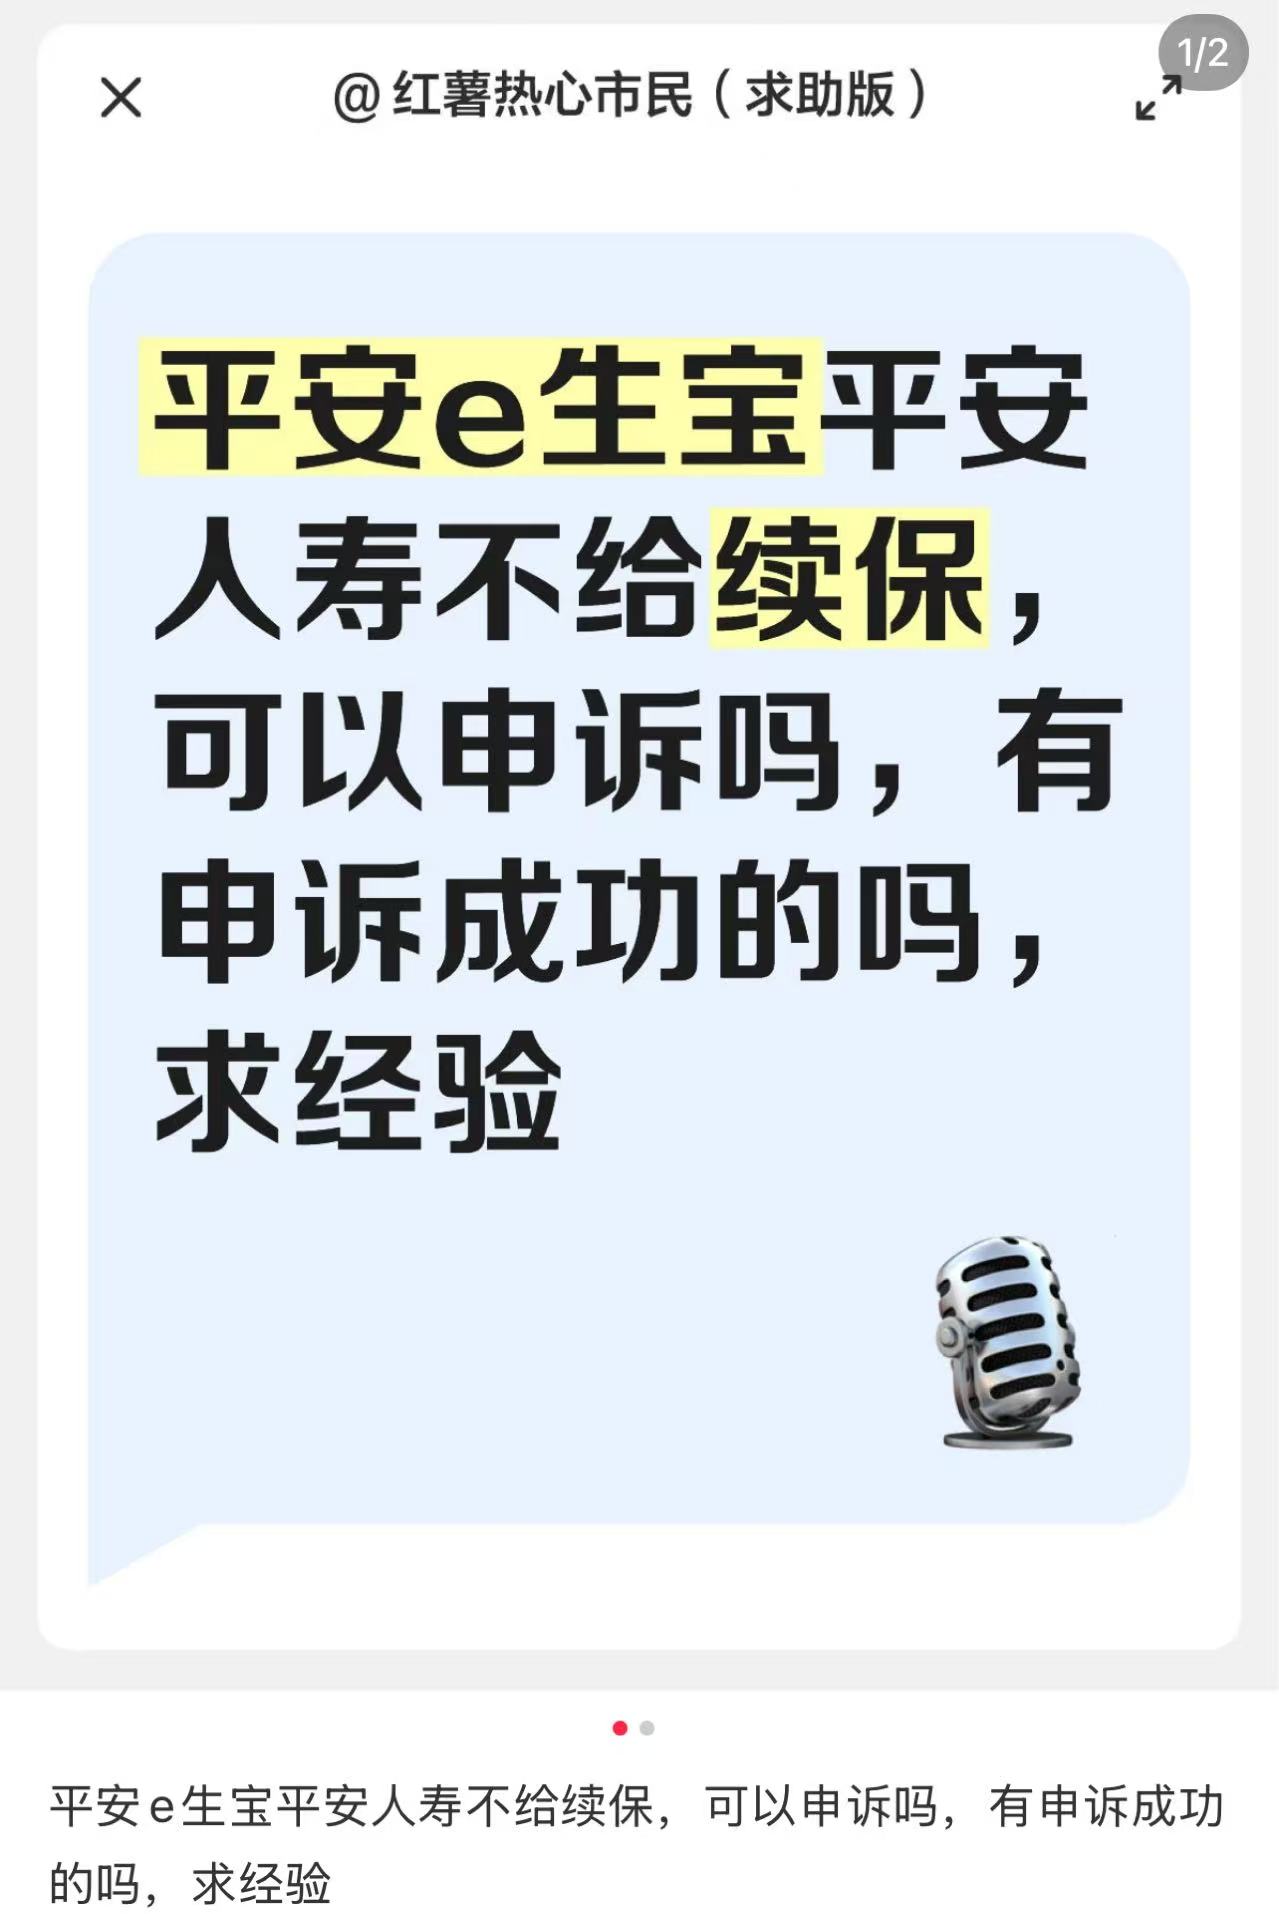 1/2
@红薯热心市民（求助版）
平安e生宝平安
人寿不给续保，
可以申诉吗，有
申诉成功的吗，
求经验
平安e生宝平安人寿不给续保，可以申诉吗，有申诉成功
的吗，求经验